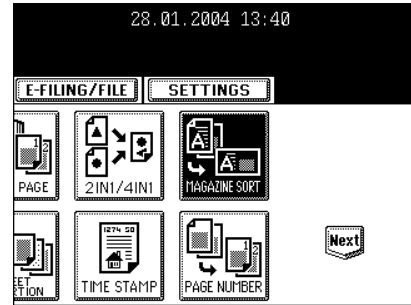 28.01.2004 13:40
E-FILING/FILE SETTINGS
PAGE 2IN1/4IN1 MAGAZINE SORT
Next
TIME STAMP PAGE NUMBER